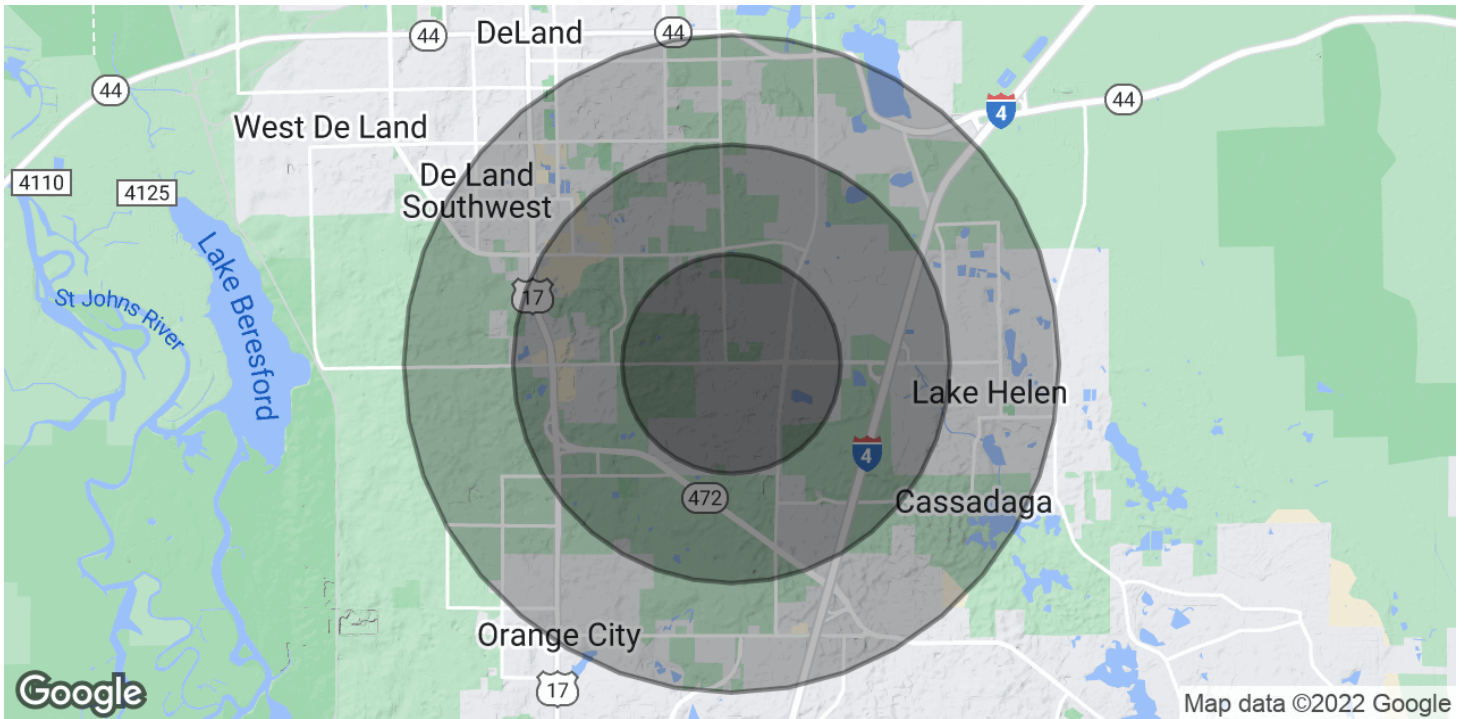 44
DeLand
44
44
4
44
West De Land
De Land
Southwest
4110
4125
Lake Beresford
St Johns River
17
Lake Helen
4
472
Cassadaga
Orange City
17
Google
Map data ©2022 Google